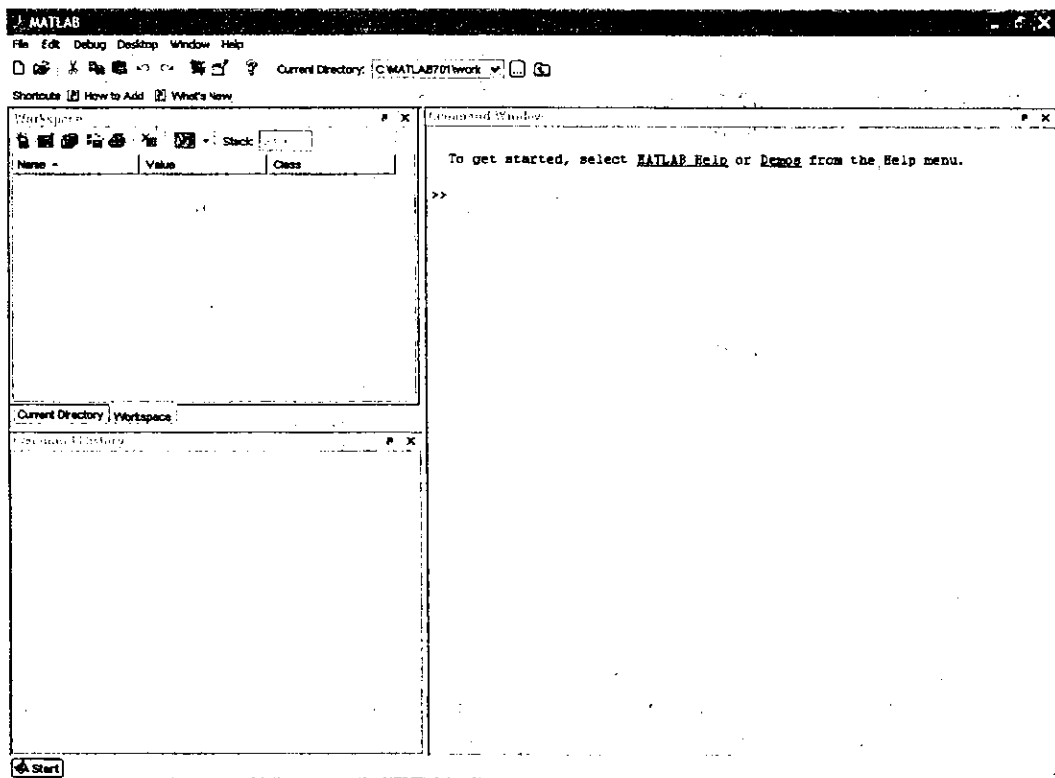 MATLAB
File Edit Debug Desktop Window Help
Current Directory: C:\MATLAB701\work
Shortcuts How to Add What's New
Workspace
Stack:
Name Value Class
Current Directory Workspace
Command History
Command Window
To get started, select MATLAB Help or Demos from the Help menu.
>>
Start